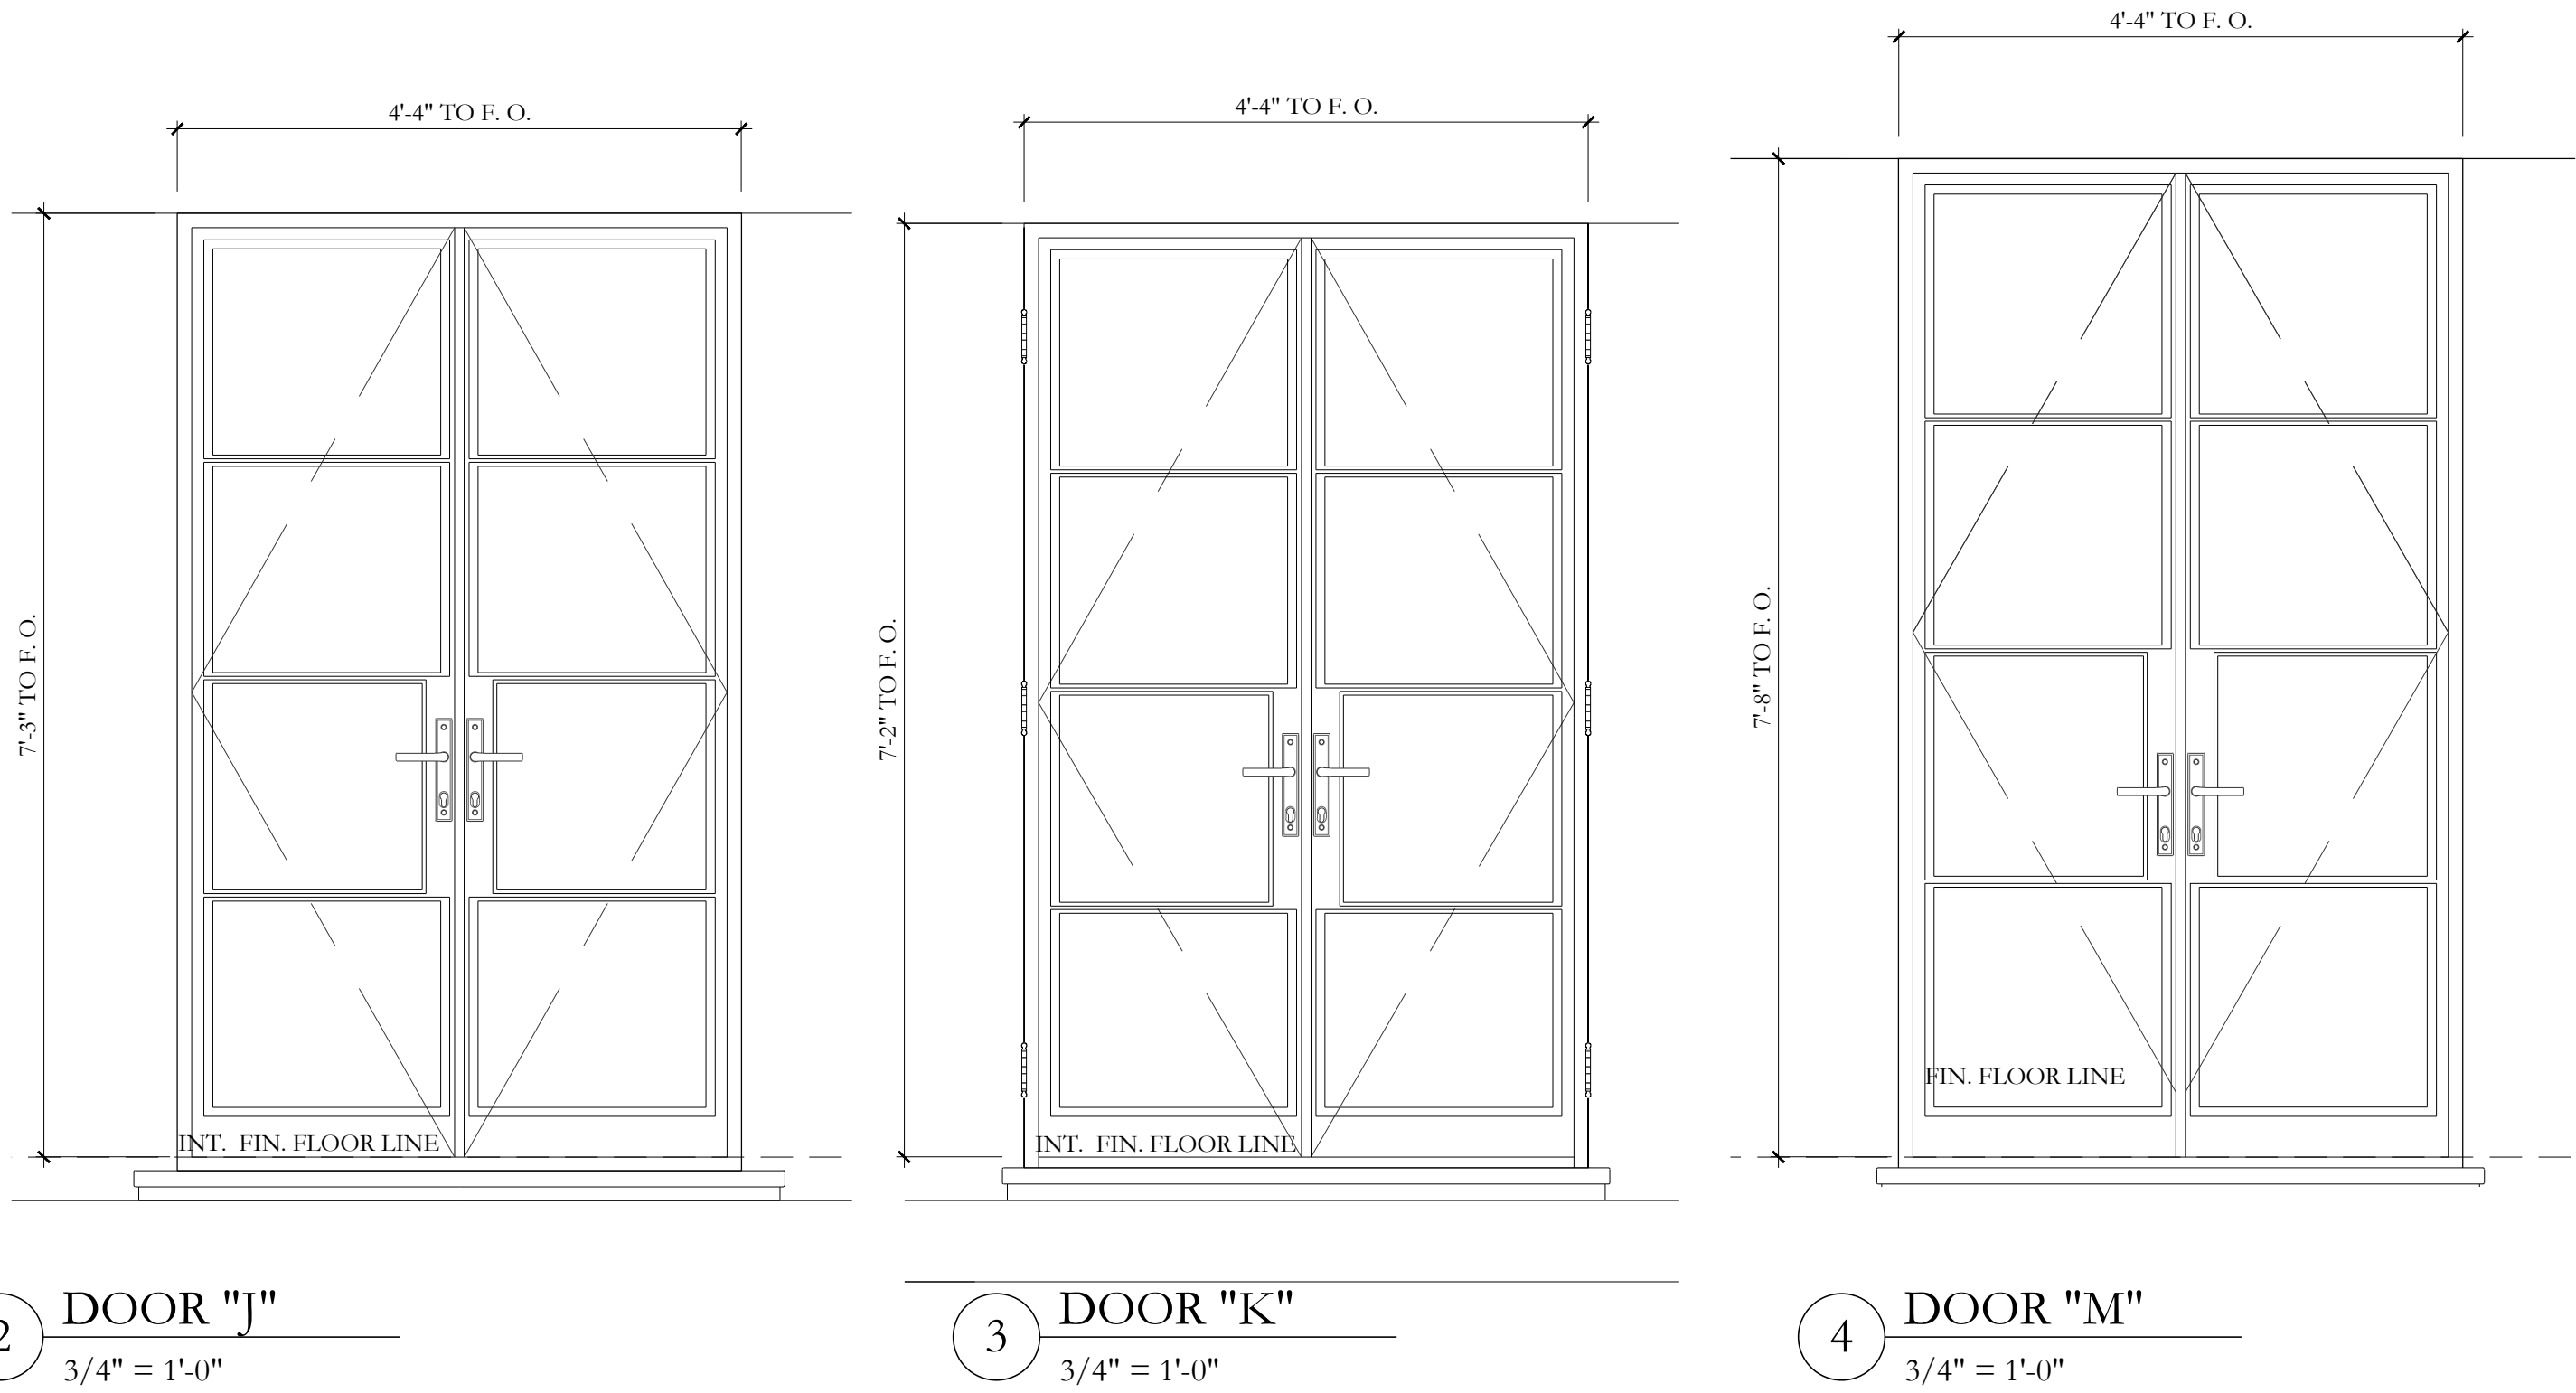 4'-4" TO F. O.
7'-3" TO F. O.
INT. FIN. FLOOR LINE
2
DOOR "J"
3/4" = 1'-0"
4'-4" TO F. O.
7'-2" TO F. O.
INT. FIN. FLOOR LINE
3
DOOR "K"
3/4" = 1'-0"
4'-4" TO F. O.
7'-8" TO F. O.
FIN. FLOOR LINE
4
DOOR "M"
3/4" = 1'-0"